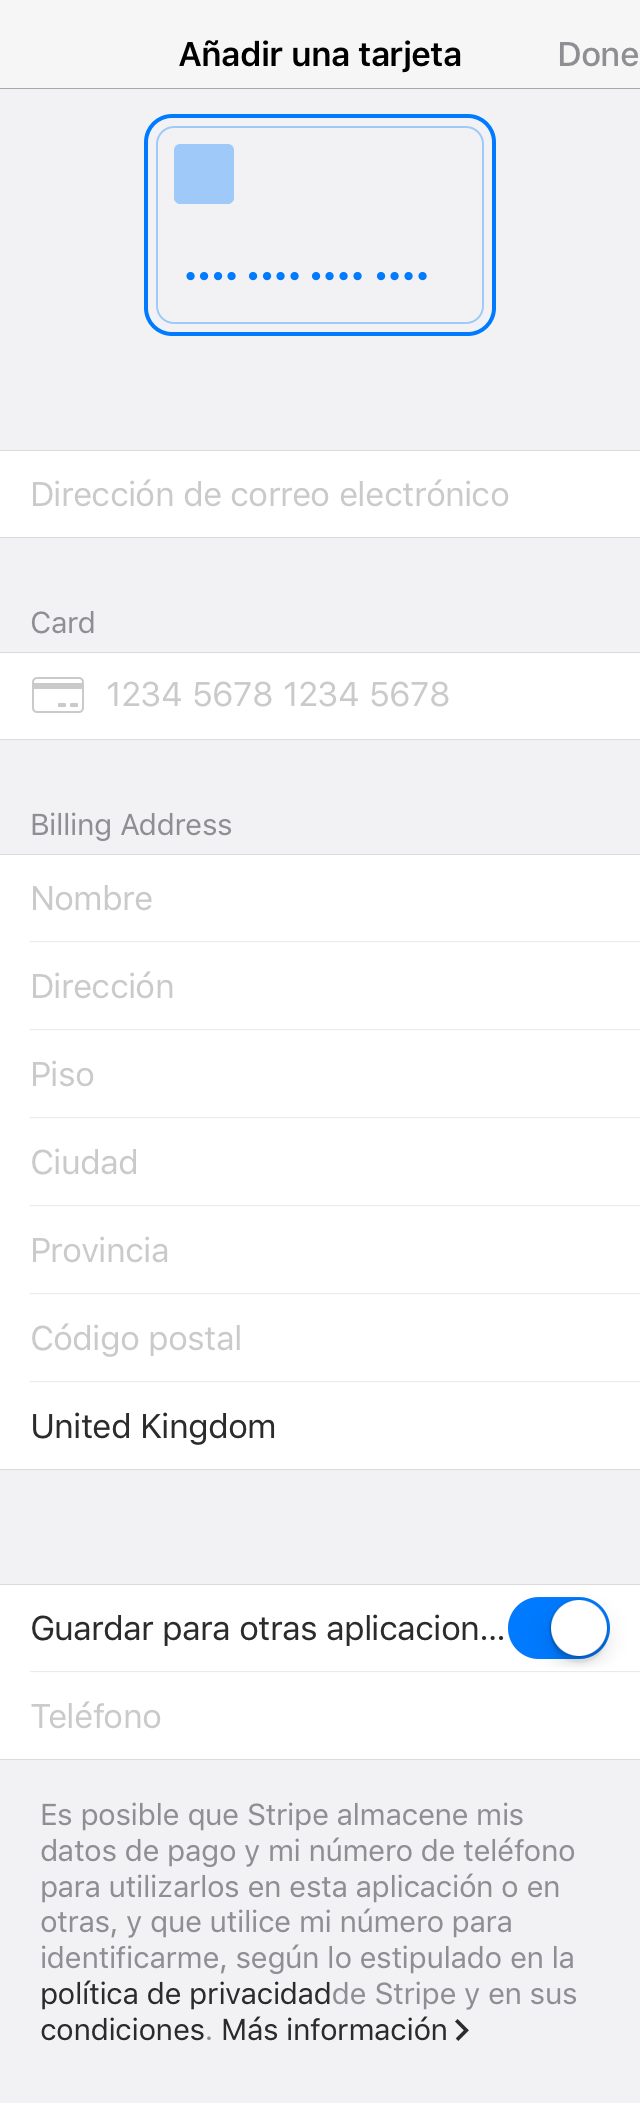 Añadir una tarjeta
Done
•••• •••• •••• ••••
Dirección de correo electrónico
Card
1234 5678 1234 5678
Billing Address
Nombre
Dirección
Piso
Ciudad
Provincia
Código postal
United Kingdom
Guardar para otras aplicacion...
Teléfono
Es posible que Stripe almacene mis
datos de pago y mi número de teléfono
para utilizarlos en esta aplicación o en
otras, y que utilice mi número para
identificarme, según lo estipulado en la
política de privacidadde Stripe y en sus
condiciones. Más información